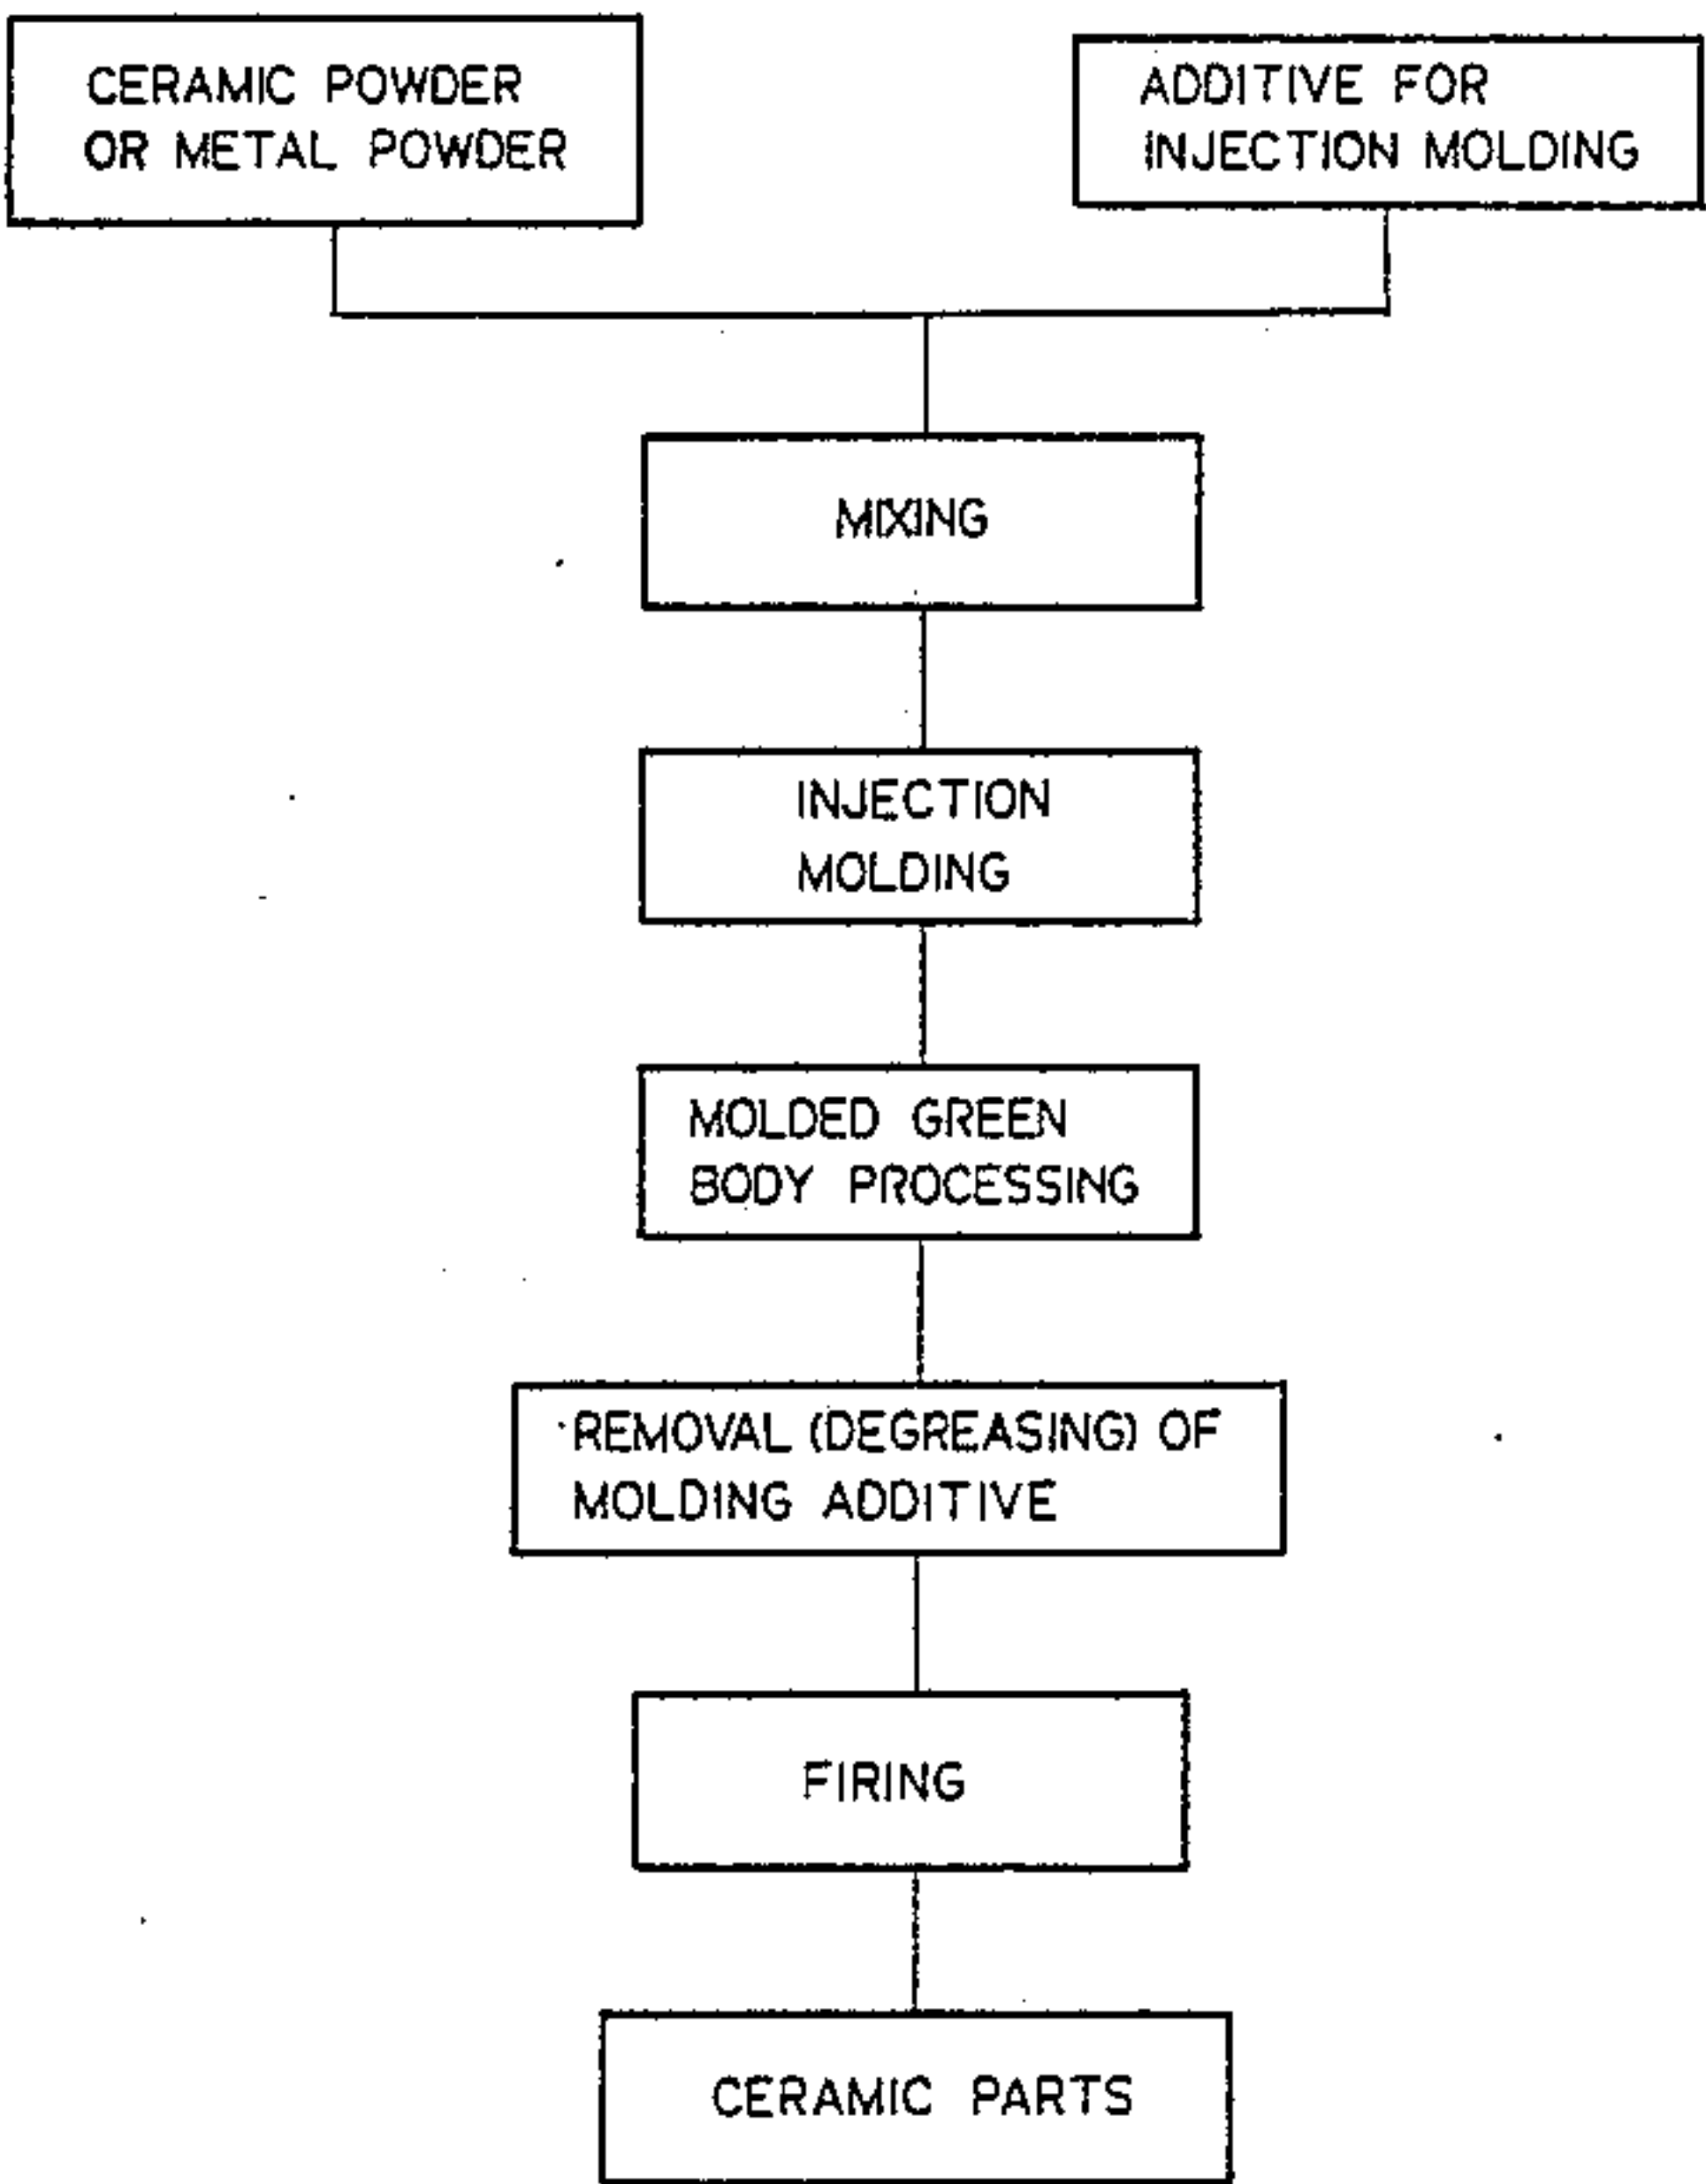 CERAMIC POWDER
OR METAL POWDER
ADDITIVE FOR
INJECTION MOLDING
MIXING
INJECTION
MOLDING
MOLDED GREEN
BODY PROCESSING
REMOVAL (DEGREASING) OF
MOLDING ADDITIVE
FIRING
CERAMIC PARTS